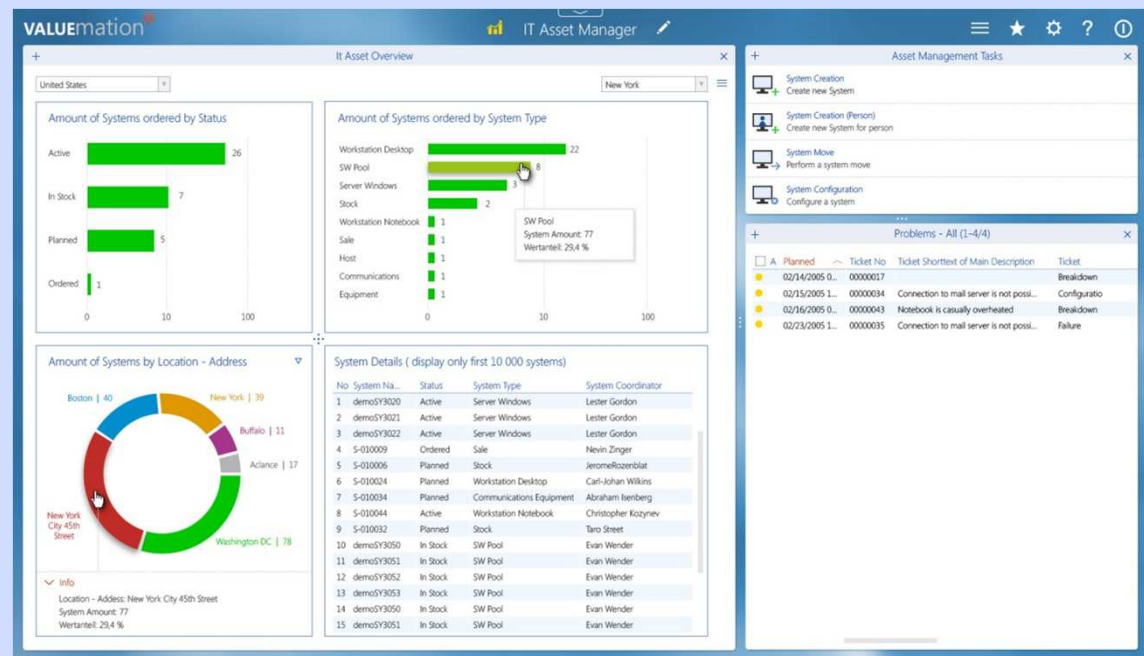 VALUEmation
IT Asset Manager
It Asset Overview
United States
New York
Amount of Systems ordered by Status
Active
26
In Stock
7
Planned
5
Ordered
1
0 10 100
Amount of Systems ordered by System Type
Workstation Desktop
22
SW Pool
8
Server Windows
3
Stock
2
Workstation Notebook
1
Sale
1
Host
1
Communications
1
Equipment
1
0 10 100
SW Pool
System Amount: 77
Wertanteil: 29,4 %
Amount of Systems by Location - Address
Boston | 40
New York | 39
Buffalo | 11
Aclance | 17
New York
City 45th
Street
Washington DC | 78
Info
Location - Addess: New York City 45th Street
System Amount: 77
Wertanteil: 29,4 %
System Details ( display only first 10 000 systems)
No System Na... Status System Type System Coordinator
1 demoSY3020 Active Server Windows Lester Gordon
2 demoSY3021 Active Server Windows Lester Gordon
3 demoSY3022 Active Server Windows Lester Gordon
4 S-010009 Ordered Sale Nevin Zinger
5 S-010006 Planned Stock JeromeRozenblat
6 S-010024 Planned Workstation Desktop Carl-Johan Wilkins
7 S-010034 Planned Communications Equipment Abraham Isenberg
8 S-010044 Active Workstation Notebook Christopher Kozynev
9 S-010032 Planned Stock Taro Street
10 demoSY3050 In Stock SW Pool Evan Wender
11 demoSY3051 In Stock SW Pool Evan Wender
12 demoSY3052 In Stock SW Pool Evan Wender
13 demoSY3053 In Stock SW Pool Evan Wender
14 demoSY3050 In Stock SW Pool Evan Wender
15 demoSY3051 In Stock SW Pool Evan Wender
Asset Management Tasks
System Creation
Create new System
System Creation (Person)
Create new System for person
System Move
Perform a system move
System Configuration
Configure a system
Problems - All (1-4/4)
A Planned Ticket No Ticket Shorttext of Main Description Ticket
02/14/2005 0... 00000017 Breakdown
02/15/2005 1... 00000034 Connection to mail server is not possi... Configuratio
02/16/2005 0... 00000043 Notebook is casually overheated Breakdown
02/23/2005 1... 00000035 Connection to mail server is not possi... Failure